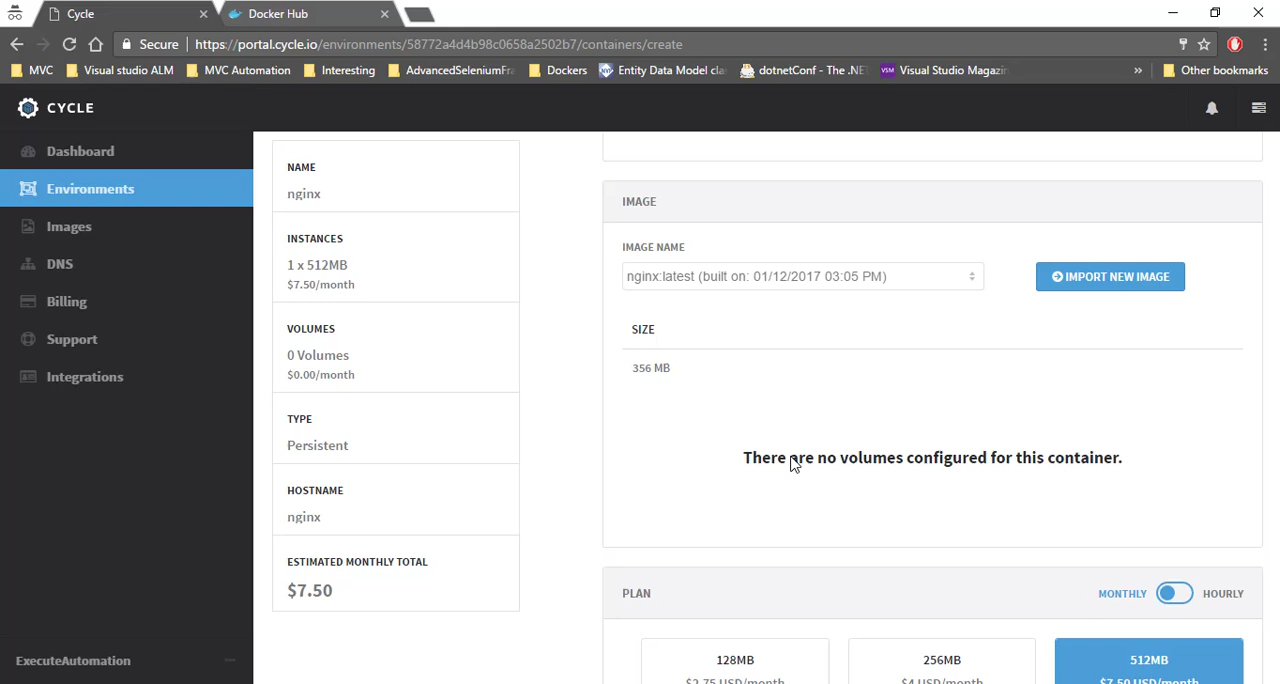 Cycle
Docker Hub
Secure
https://portal.cycle.io/environments/58772a4d4b98c0658a2502b7/containers/create
MVC
Visual studio ALM
MVC Automation
Interesting
AdvancedSeleniumFra
Dockers
Entity Data Model cla
dotnetConf - The .NE
VSM
Visual Studio Magazin
»
Other bookmarks
CYCLE
Dashboard
Environments
Images
DNS
Billing
Support
Integrations
ExecuteAutomation
NAME
nginx
INSTANCES
1 x 512MB
$7.50/month
VOLUMES
0 Volumes
$0.00/month
TYPE
Persistent
HOSTNAME
nginx
ESTIMATED MONTHLY TOTAL
$7.50
IMAGE
IMAGE NAME
nginx:latest (built on: 01/12/2017 03:05 PM)
IMPORT NEW IMAGE
SIZE
356 MB
There are no volumes configured for this container.
PLAN
MONTHLY
HOURLY
128MB
$2.75 USD/month
256MB
$4 USD/month
512MB
$7.50 USD/month